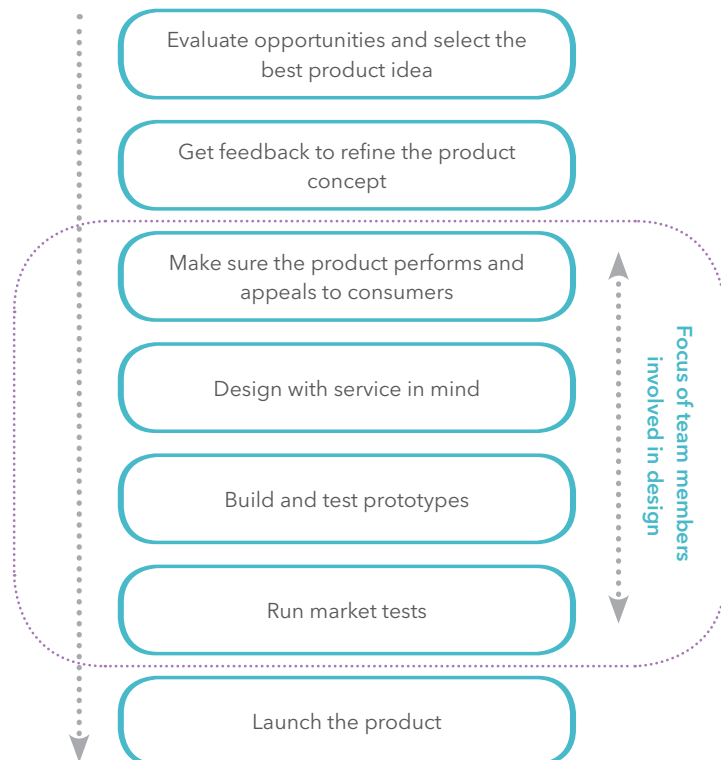 Evaluate opportunities and select the
best product idea
Get feedback to refine the product
concept
Make sure the product performs and
appeals to consumers
Design with service in mind
Build and test prototypes
Run market tests
Launch the product
Focus of team members
involved in design